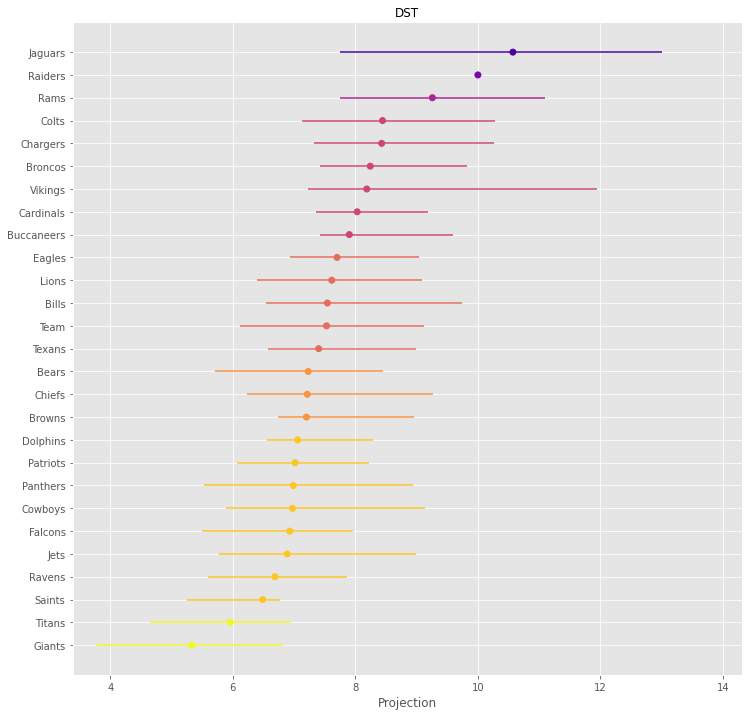 DST
Jaguars
Raiders
Rams
Colts
Chargers
Broncos
Vikings
Cardinals
Buccaneers
Eagles
Lions
Bills
Team
Texans
Bears
Chiefs
Browns
Dolphins
Patriots
Panthers
Cowboys
Falcons
Jets
Ravens
Saints
Titans
Giants
4 6 8 10 12 14
Projection